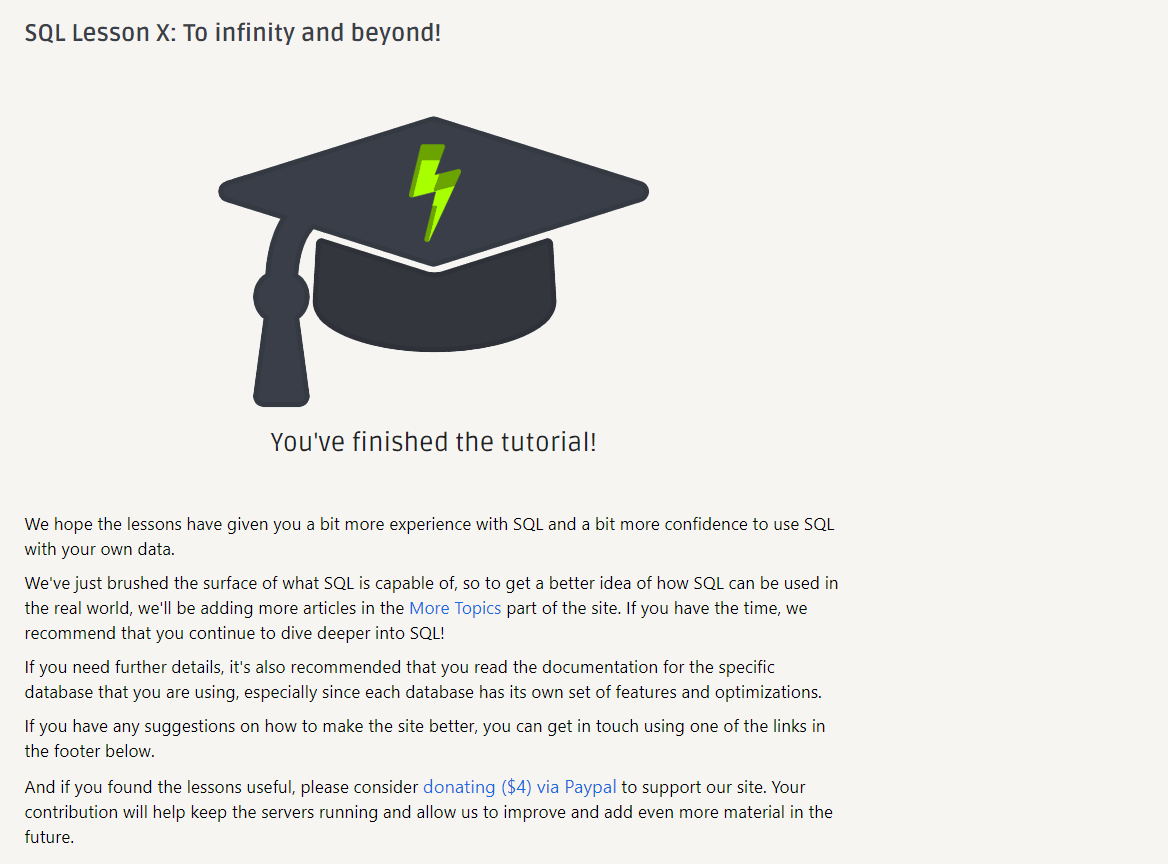 SQL Lesson X: To infinity and beyond!
You've finished the tutorial!
We hope the lessons have given you a bit more experience with SQL and a bit more confidence to use SQL
with your own data.
We've just brushed the surface of what SQL is capable of, so to get a better idea of how SQL can be used in
the real world, we'll be adding more articles in the More Topics part of the site. If you have the time, we
recommend that you continue to dive deeper into SQL!
If you need further details, it's also recommended that you read the documentation for the specific
database that you are using, especially since each database has its own set of features and optimizations.
If you have any suggestions on how to make the site better, you can get in touch using one of the links in
the footer below.
And if you found the lessons useful, please consider donating ($4) via Paypal to support our site. Your
contribution will help keep the servers running and allow us to improve and add even more material in the
future.